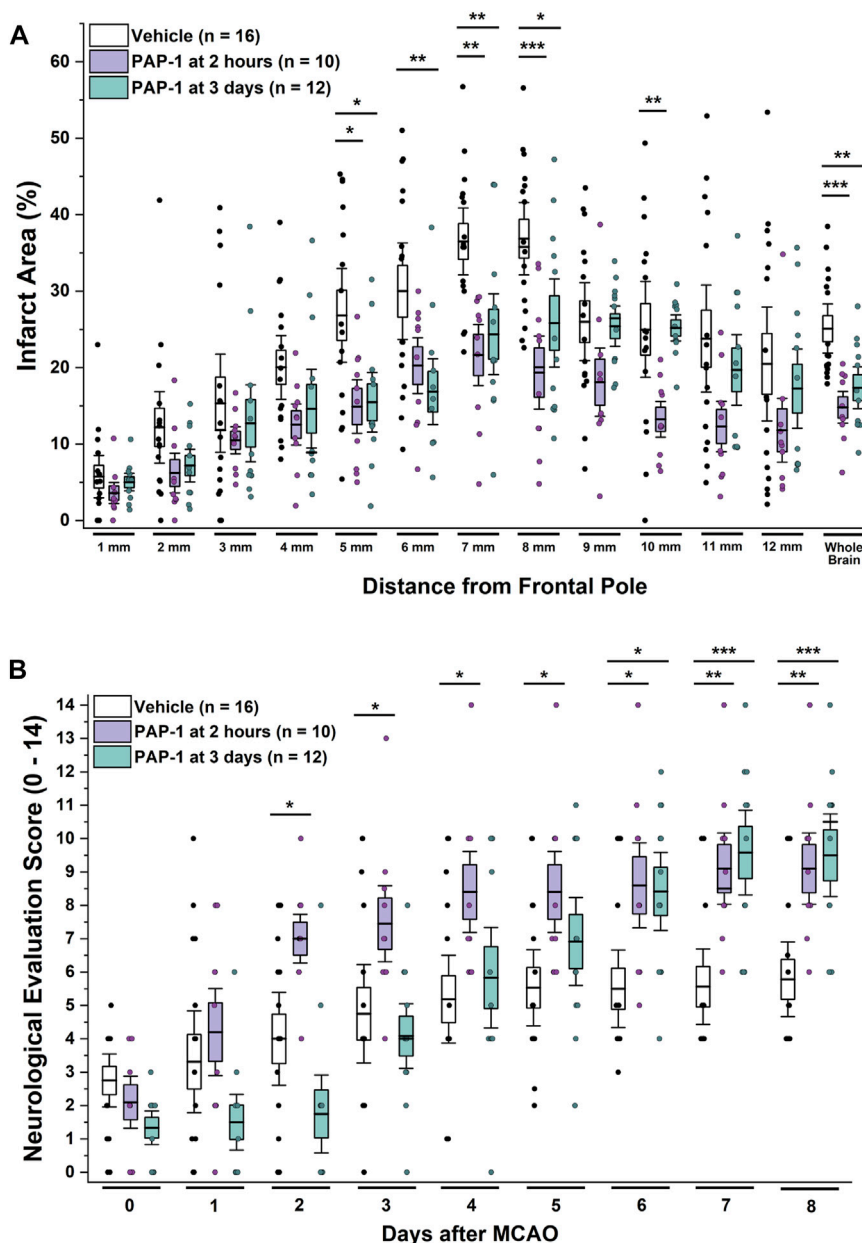 A
Vehicle (n = 16)
PAP-1 at 2 hours (n = 10)
PAP-1 at 3 days (n = 12)
** *
** ** ***
** **
* **
* ***
60
50
40
30
20
10
0
Infarct Area (%)
1 mm 2 mm 3 mm 4 mm 5 mm 6 mm 7 mm 8 mm 9 mm 10 mm 11 mm 12 mm Whole
Brain
Distance from Frontal Pole
B
Vehicle (n = 16)
PAP-1 at 2 hours (n = 10)
PAP-1 at 3 days (n = 12)
* *** ***
* * * ** **
*
*
14
13
12
11
10
9
8
7
6
5
4
3
2
1
0
Neurological Evaluation Score (0 - 14)
0 1 2 3 4 5 6 7 8
Days after MCAO